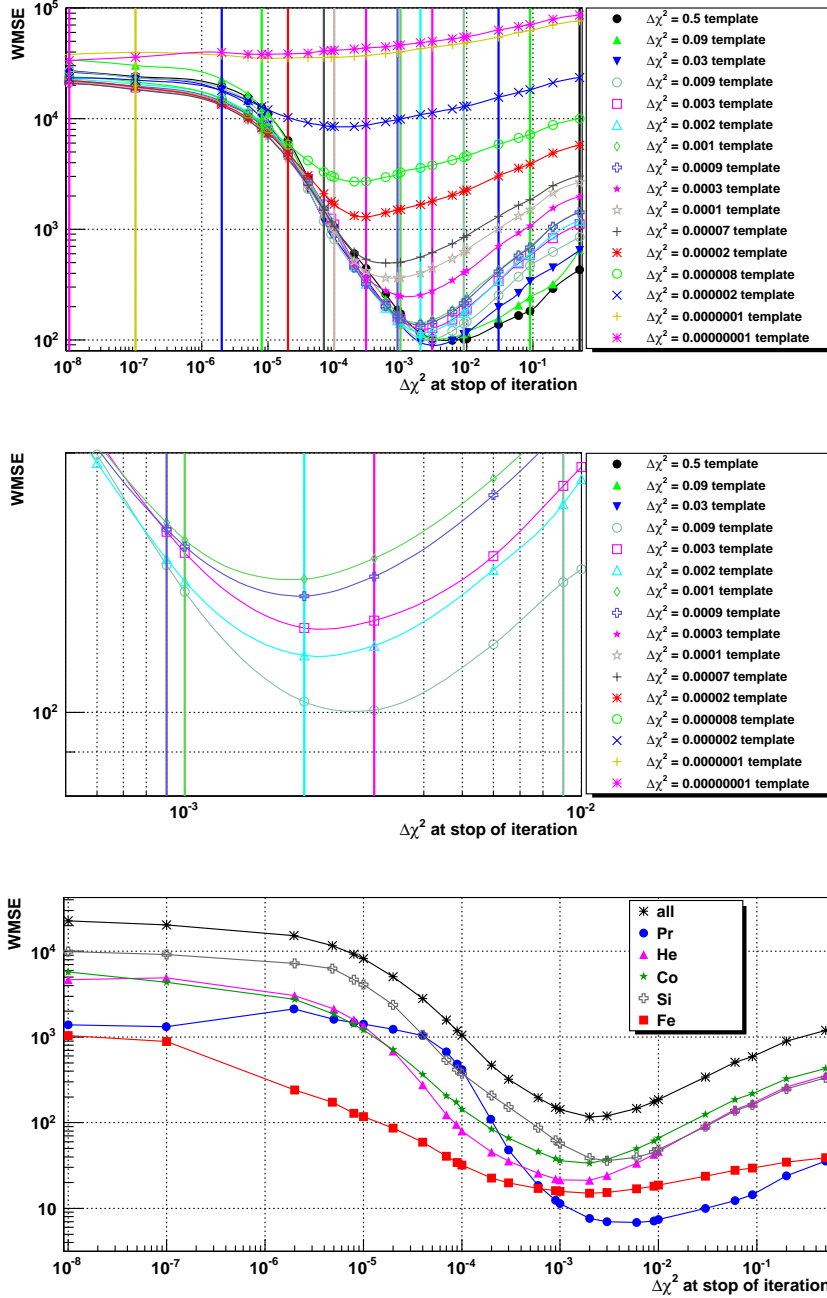 WMSE
10^5
10^4
10^3
10^2
10^-8
10^-7
10^-6
10^-5
10^-4
10^-3
10^-2
10^-1
Δχ² at stop of iteration
Δχ² = 0.5 template
Δχ² = 0.09 template
Δχ² = 0.03 template
Δχ² = 0.009 template
Δχ² = 0.003 template
Δχ² = 0.002 template
Δχ² = 0.001 template
Δχ² = 0.0009 template
Δχ² = 0.0003 template
Δχ² = 0.0001 template
Δχ² = 0.00007 template
Δχ² = 0.00002 template
Δχ² = 0.000008 template
Δχ² = 0.000002 template
Δχ² = 0.0000001 template
Δχ² = 0.00000001 template
WMSE
10^2
10^-3
10^-2
Δχ² at stop of iteration
Δχ² = 0.5 template
Δχ² = 0.09 template
Δχ² = 0.03 template
Δχ² = 0.009 template
Δχ² = 0.003 template
Δχ² = 0.002 template
Δχ² = 0.001 template
Δχ² = 0.0009 template
Δχ² = 0.0003 template
Δχ² = 0.0001 template
Δχ² = 0.00007 template
Δχ² = 0.00002 template
Δχ² = 0.000008 template
Δχ² = 0.000002 template
Δχ² = 0.0000001 template
Δχ² = 0.00000001 template
WMSE
10^4
10^3
10^2
10
10^-8
10^-7
10^-6
10^-5
10^-4
10^-3
10^-2
10^-1
Δχ² at stop of iteration
all
Pr
He
Co
Si
Fe